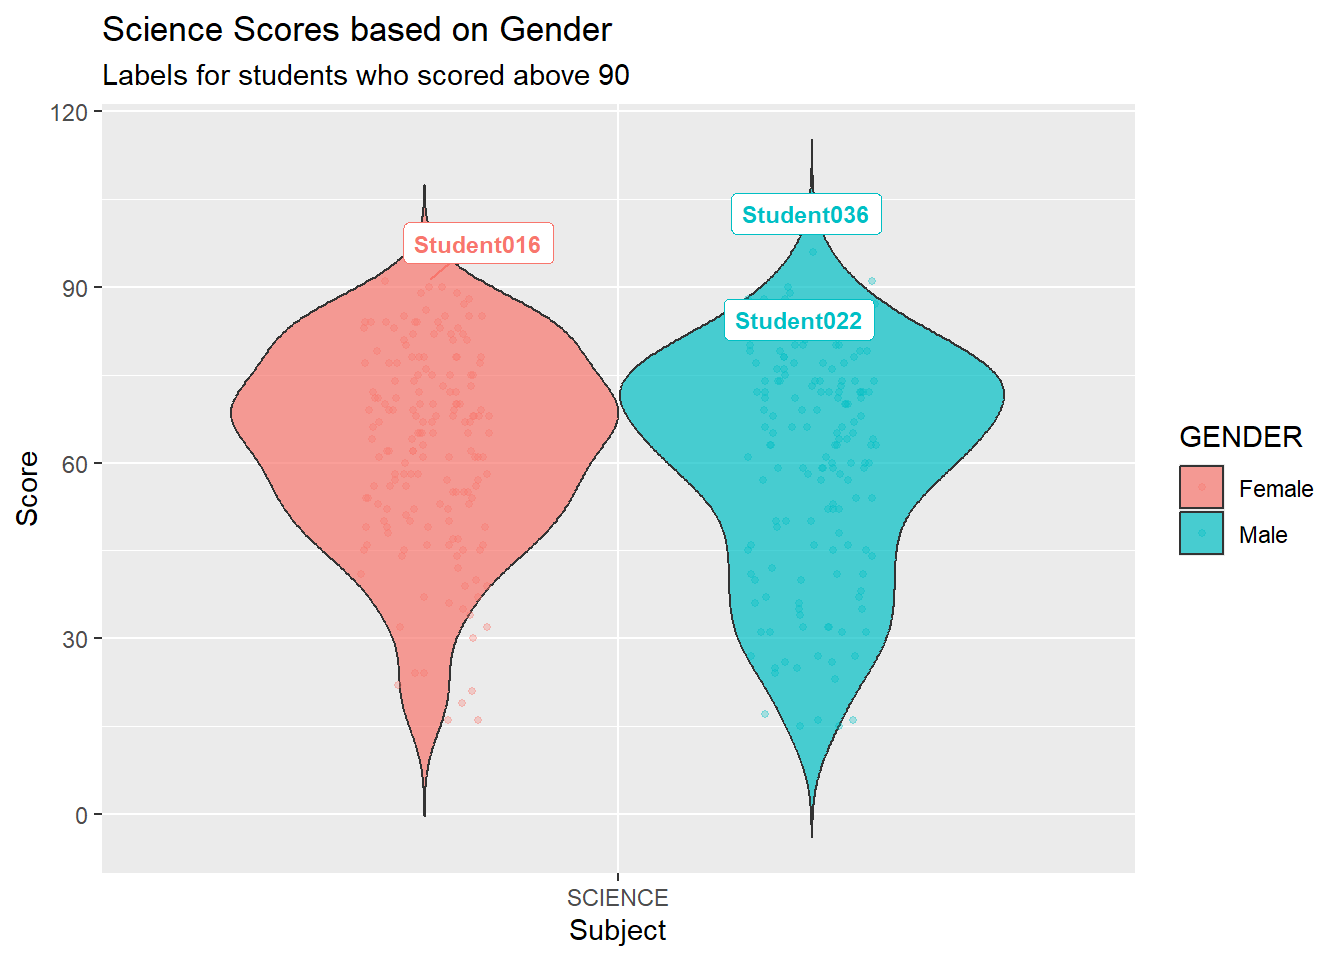 Science Scores based on Gender
Labels for students who scored above 90
120
90
60
30
0
Score
Student016
Student036
Student022
SCIENCE
Subject
GENDER
Female
Male